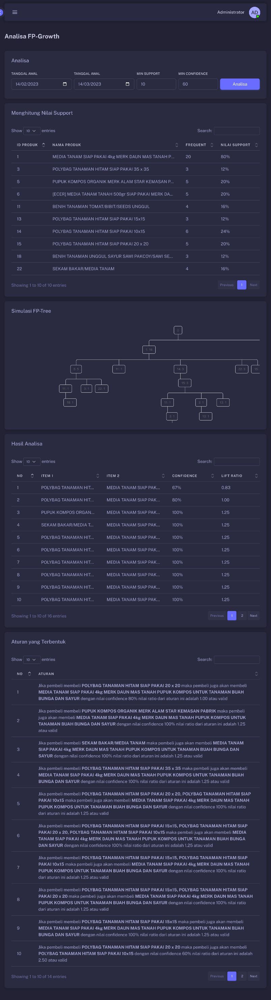 Administrator
AD
Analisa FP-Growth
Analisa
TANGGAL AWAL TANGGAL AWAL MIN SUPPORT MIN CONFIDENCE
14/02/2023 14/03/2023 10 60 Analisa
Menghitung Nilai Support
Show 10 entries Search:
ID PRODUK NAMA PRODUK FREQUENT NILAI SUPPORT
1 MEDIA TANAM SIAP PAKAI 4kg MERK DAUN MAS TANAH P... 20 80%
3 POLYBAG TANAMAN HITAM SIAP PAKAI 35 x 35 3 12%
5 PUPUK KOMPOS ORGANIK MERK ALAM STAR KEMASAN P... 5 20%
6 [ECER] MEDIA TANAM TANAH 500gr SIAP PAKAI MERK DA... 5 20%
11 BENIH TANAMAN TOMAT/BIBIT/SEEDS UNGGUL 4 16%
13 POLYBAG TANAMAN HITAM SIAP PAKAI 15x15 3 12%
14 POLYBAG TANAMAN HITAM SIAP PAKAI 10x15 6 24%
15 POLYBAG TANAMAN HITAM SIAP PAKAI 20 x 20 5 20%
18 BENIH TANAMAN UNGGUL SAYUR SAWI PAKCOY/SAWI SE... 3 12%
22 SEKAM BAKAR/MEDIA TANAM 4 16%
Showing 1 to 10 of 10 entries Previous 1 Next
Simulasi FP-Tree
0
1: 16
5: 5 11: 1 14: 3 22: 3 15:
15: 3
11: 1 3: 1 22: 1
18: 1 11: 1 3: 1 13: 1
3: 1 13: 1
Hasil Analisa
Show 10 entries Search:
NO ITEM 1 ITEM 2 CONFIDENCE LIFT RATIO
1 POLYBAG TANAMAN HIT... MEDIA TANAM SIAP PAK... 67% 0.83
2 POLYBAG TANAMAN HIT... MEDIA TANAM SIAP PAK... 80% 1.00
3 PUPUK KOMPOS ORGAN... MEDIA TANAM SIAP PAK... 100% 1.25
4 SEKAM BAKAR/MEDIA T... MEDIA TANAM SIAP PAK... 100% 1.25
5 POLYBAG TANAMAN HIT... MEDIA TANAM SIAP PAK... 100% 1.25
6 POLYBAG TANAMAN HIT... MEDIA TANAM SIAP PAK... 100% 1.25
7 POLYBAG TANAMAN HIT... MEDIA TANAM SIAP PAK... 100% 1.25
8 POLYBAG TANAMAN HIT... MEDIA TANAM SIAP PAK... 100% 1.25
9 POLYBAG TANAMAN HIT... MEDIA TANAM SIAP PAK... 100% 1.25
10 POLYBAG TANAMAN HIT... MEDIA TANAM SIAP PAK... 100% 1.25
Showing 1 to 10 of 16 entries Previous 1 2 Next
Aturan yang Terbentuk
Show 10 entries Search:
NO ATURAN
1 Jika pembeli membeli POLYBAG TANAMAN HITAM SIAP PAKAI 20 x 20 maka pembeli juga akan membeli
MEDIA TANAM SIAP PAKAI 4kg MERK DAUN MAS TANAH PUPUK KOMPOS UNTUK TANAMAN BUAH
BUNGA DAN SAYUR dengan nilai confidence 80% nilai ratio dari aturan ini adalah 1.00 atau valid
2 Jika pembeli membeli PUPUK KOMPOS ORGANIK MERK ALAM STAR KEMASAN PABRIK maka pembeli
juga akan membeli MEDIA TANAM SIAP PAKAI 4kg MERK DAUN MAS TANAH PUPUK KOMPOS UNTUK
TANAMAN BUAH BUNGA DAN SAYUR dengan nilai confidence 100% nilai ratio dari aturan ini adalah 1.25
atau valid
3 Jika pembeli membeli SEKAM BAKAR/MEDIA TANAM maka pembeli juga akan membeli MEDIA TANAM
SIAP PAKAI 4kg MERK DAUN MAS TANAH PUPUK KOMPOS UNTUK TANAMAN BUAH BUNGA DAN
SAYUR dengan nilai confidence 100% nilai ratio dari aturan ini adalah 1.25 atau valid
4 Jika pembeli membeli POLYBAG TANAMAN HITAM SIAP PAKAI 35 x 35 maka pembeli juga akan membeli
MEDIA TANAM SIAP PAKAI 4kg MERK DAUN MAS TANAH PUPUK KOMPOS UNTUK TANAMAN BUAH
BUNGA DAN SAYUR dengan nilai confidence 100% nilai ratio dari aturan ini adalah 1.25 atau valid
5 Jika pembeli membeli POLYBAG TANAMAN HITAM SIAP PAKAI 20 x 20, POLYBAG TANAMAN HITAM SIAP
PAKAI 10x15 maka pembeli juga akan membeli MEDIA TANAM SIAP PAKAI 4kg MERK DAUN MAS TANAH
PUPUK KOMPOS UNTUK TANAMAN BUAH BUNGA DAN SAYUR dengan nilai confidence 100% nilai ratio
dari aturan ini adalah 1.25 atau valid
6 Jika pembeli membeli POLYBAG TANAMAN HITAM SIAP PAKAI 15x15, POLYBAG TANAMAN HITAM SIAP
PAKAI 20 x 20, POLYBAG TANAMAN HITAM SIAP PAKAI 10x15 maka pembeli juga akan membeli MEDIA
TANAM SIAP PAKAI 4kg MERK DAUN MAS TANAH PUPUK KOMPOS UNTUK TANAMAN BUAH BUNGA
DAN SAYUR dengan nilai confidence 100% nilai ratio dari aturan ini adalah 1.25 atau valid
7 Jika pembeli membeli POLYBAG TANAMAN HITAM SIAP PAKAI 15x15, POLYBAG TANAMAN HITAM SIAP
PAKAI 10x15 maka pembeli juga akan membeli MEDIA TANAM SIAP PAKAI 4kg MERK DAUN MAS TANAH
PUPUK KOMPOS UNTUK TANAMAN BUAH BUNGA DAN SAYUR dengan nilai confidence 100% nilai ratio
dari aturan ini adalah 1.25 atau valid
8 Jika pembeli membeli POLYBAG TANAMAN HITAM SIAP PAKAI 15x15, POLYBAG TANAMAN HITAM SIAP
PAKAI 20 x 20 maka pembeli juga akan membeli MEDIA TANAM SIAP PAKAI 4kg MERK DAUN MAS TANAH
PUPUK KOMPOS UNTUK TANAMAN BUAH BUNGA DAN SAYUR dengan nilai confidence 100% nilai ratio
dari aturan ini adalah 1.25 atau valid
9 Jika pembeli membeli POLYBAG TANAMAN HITAM SIAP PAKAI 15x15 maka pembeli juga akan membeli
MEDIA TANAM SIAP PAKAI 4kg MERK DAUN MAS TANAH PUPUK KOMPOS UNTUK TANAMAN BUAH
BUNGA DAN SAYUR dengan nilai confidence 100% nilai ratio dari aturan ini adalah 1.25 atau valid
10 Jika pembeli membeli POLYBAG TANAMAN HITAM SIAP PAKAI 20 x 20 maka pembeli juga akan membeli
POLYBAG TANAMAN HITAM SIAP PAKAI 10x15 dengan nilai confidence 60% nilai ratio dari aturan ini adalah
2.50 atau valid
Showing 1 to 10 of 14 entries Previous 1 2 Next